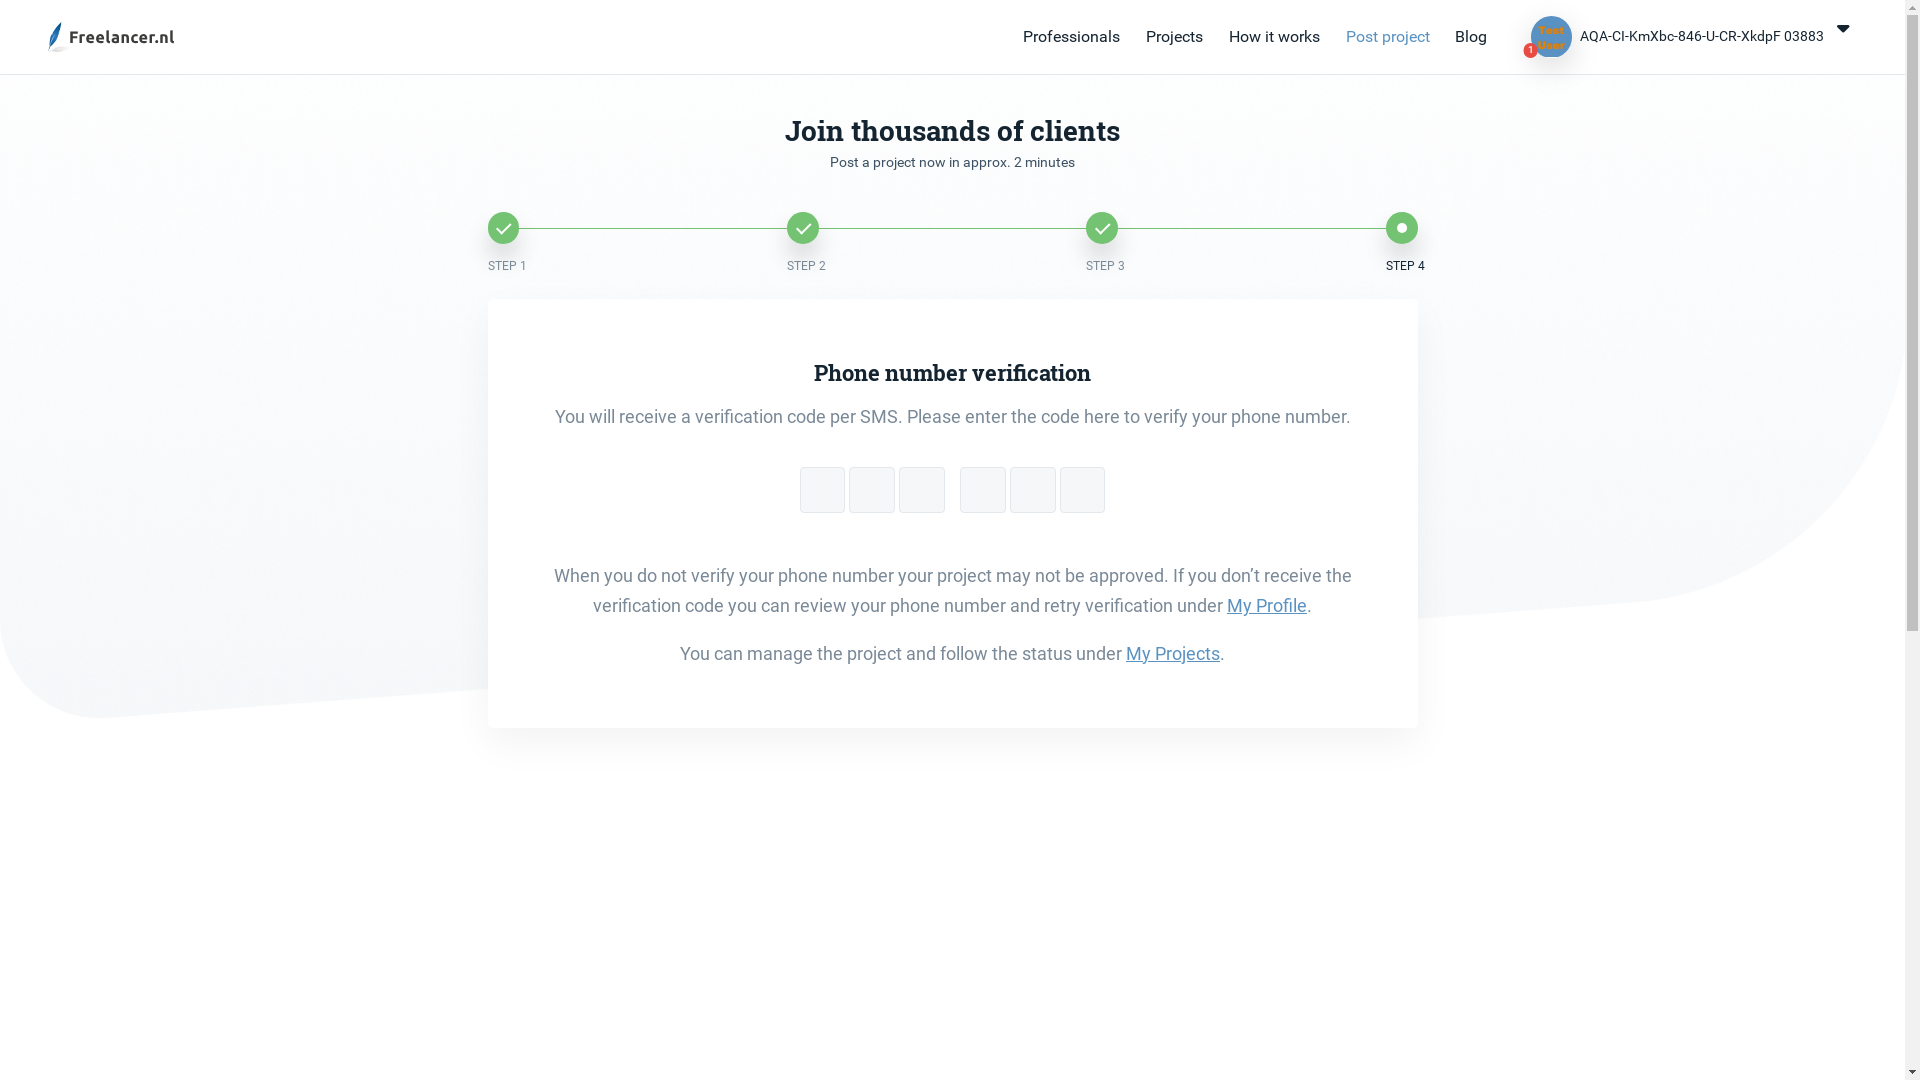 Freelancer.nl
Professionals
Projects
How it works
Post project
Blog
Test
User
1
AQA-CI-KmXbc-846-U-CR-XkdpF 03883
Join thousands of clients
Post a project now in approx. 2 minutes
STEP 1
STEP 2
STEP 3
STEP 4
Phone number verification
You will receive a verification code per SMS. Please enter the code here to verify your phone number.
When you do not verify your phone number your project may not be approved. If you don’t receive the
verification code you can review your phone number and retry verification under My Profile.
You can manage the project and follow the status under My Projects.